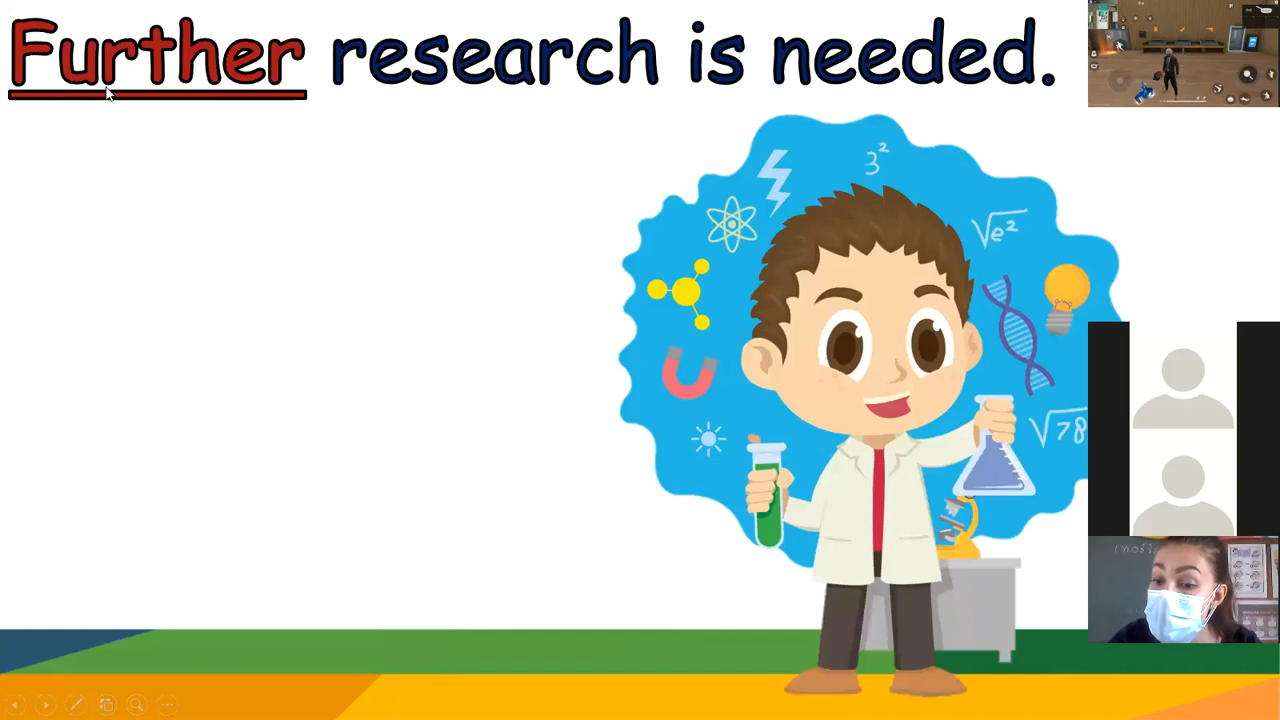 Further research is needed.
3²
√e²
√78